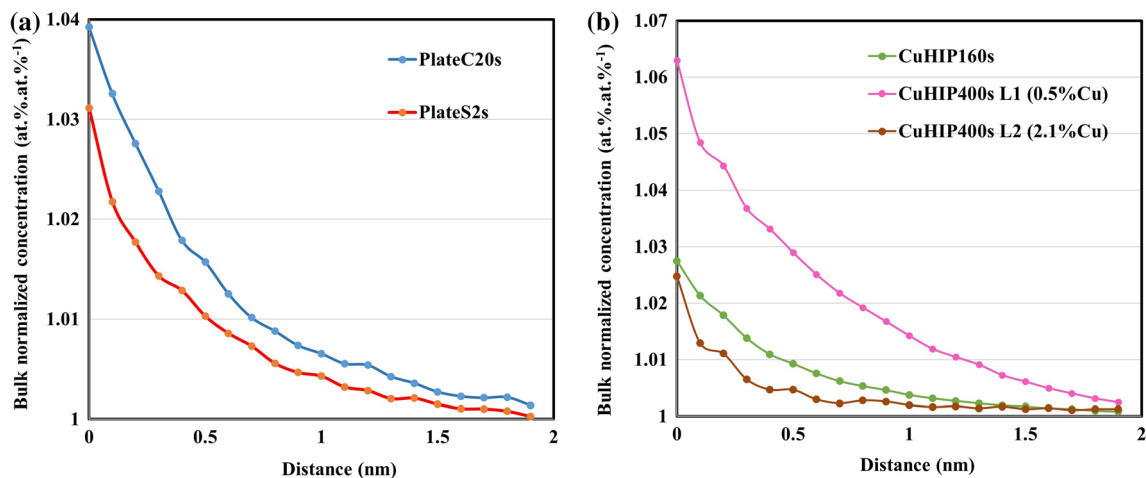 (a)
Bulk normalized concentration (at.%.at.%⁻¹)
1.04
1.03
1.02
1.01
1
0
0.5
1
1.5
2
Distance (nm)
PlateC20s
PlateS2s
(b)
Bulk normalized concentration (at.%.at.%⁻¹)
1.07
1.06
1.05
1.04
1.03
1.02
1.01
1
0
0.5
1
1.5
2
Distance (nm)
CuHIP160s
CuHIP400s L1 (0.5%Cu)
CuHIP400s L2 (2.1%Cu)